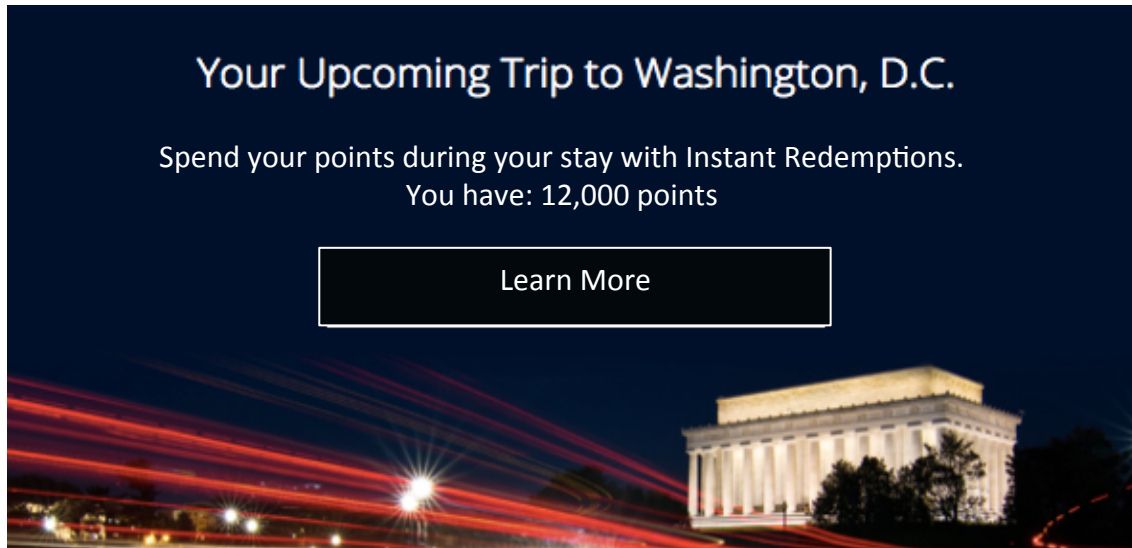 Your Upcoming Trip to Washington, D.C.
Spend your points during your stay with Instant Redemptions.
You have: 12,000 points
Learn More